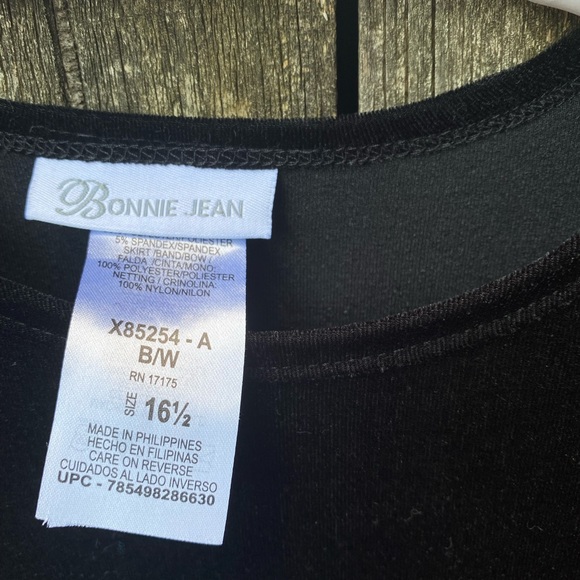 BONNIE JEAN
5% SPANDEX/SPANDEX
SKIRT/BAND/BOW/
FALDA /CINTA/MONO:
100% POLYESTER/POLIESTER
NETTING / CRINOLINA:
100% NYLON/NILON
X85254 - A
B/W
RN 17175
SIZE 16½
MADE IN PHILIPPINES
HECHO EN FILIPINAS
CARE ON REVERSE
CUIDADOS AL LADO INVERSO
UPC - 785498286630